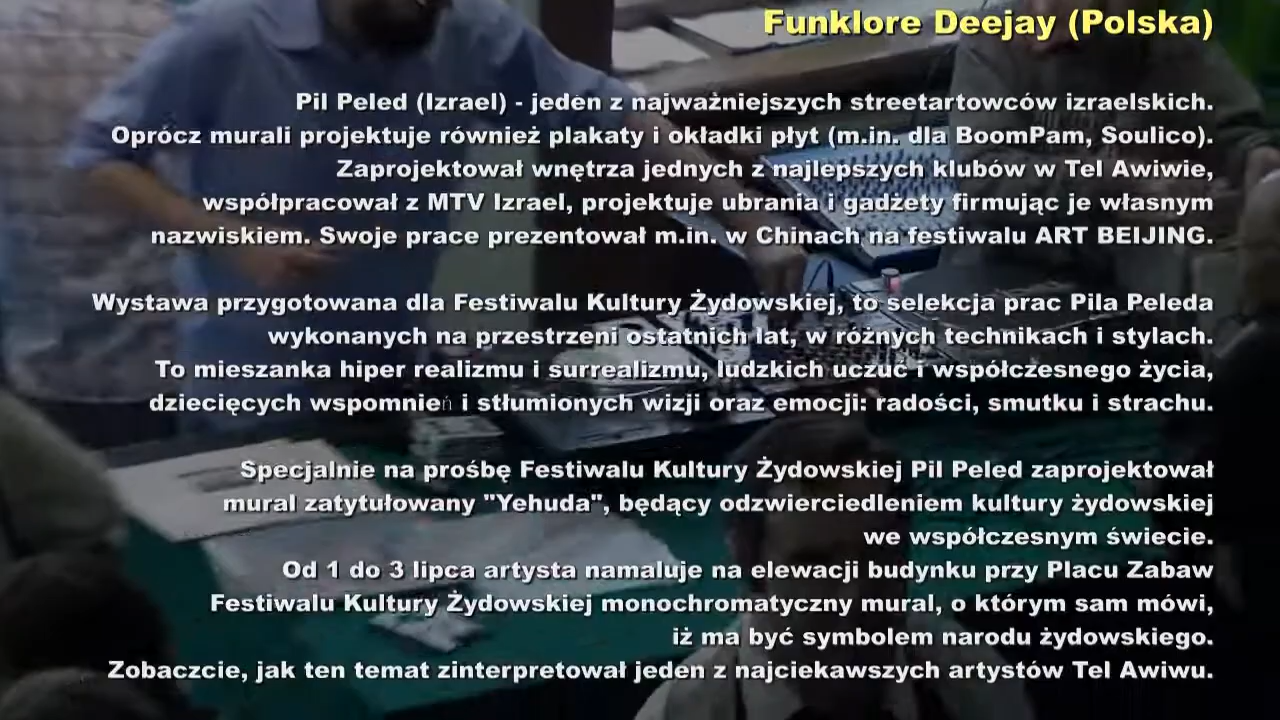 Funklore Deejay (Polska)
Pil Peled (Izrael) - jeden z najważniejszych streetartowców izraelskich.
Oprócz murali projektuje również plakaty i okładki płyt (m.in. dla BoomPam, Soulico).
Zaprojektował wnętrza jednych z najlepszych klubów w Tel Awiwie,
współpracował z MTV Izrael, projektuje ubrania i gadżety firmując je własnym
nazwiskiem. Swoje prace prezentował m.in. w Chinach na festiwalu ART BEIJING.
Wystawa przygotowana dla Festiwalu Kultury Żydowskiej, to selekcja prac Pila Peleda
wykonanych na przestrzeni ostatnich lat, w różnych technikach i stylach.
To mieszanka hiper realizmu i surrealizmu, ludzkich uczuć i współczesnego życia,
dziecięcych wspomnień i stłumionych wizji oraz emocji: radości, smutku i strachu.
Specjalnie na prośbę Festiwalu Kultury Żydowskiej Pil Peled zaprojektował
mural zatytułowany "Yehuda", będący odzwierciedleniem kultury żydowskiej
we współczesnym świecie.
Od 1 do 3 lipca artysta namaluje na elewacji budynku przy Placu Zabaw
Festiwalu Kultury Żydowskiej monochromatyczny mural, o którym sam mówi,
iż ma być symbolem narodu żydowskiego.
Zobaczcie, jak ten temat zinterpretował jeden z najciekawszych artystów Tel Awiwu.